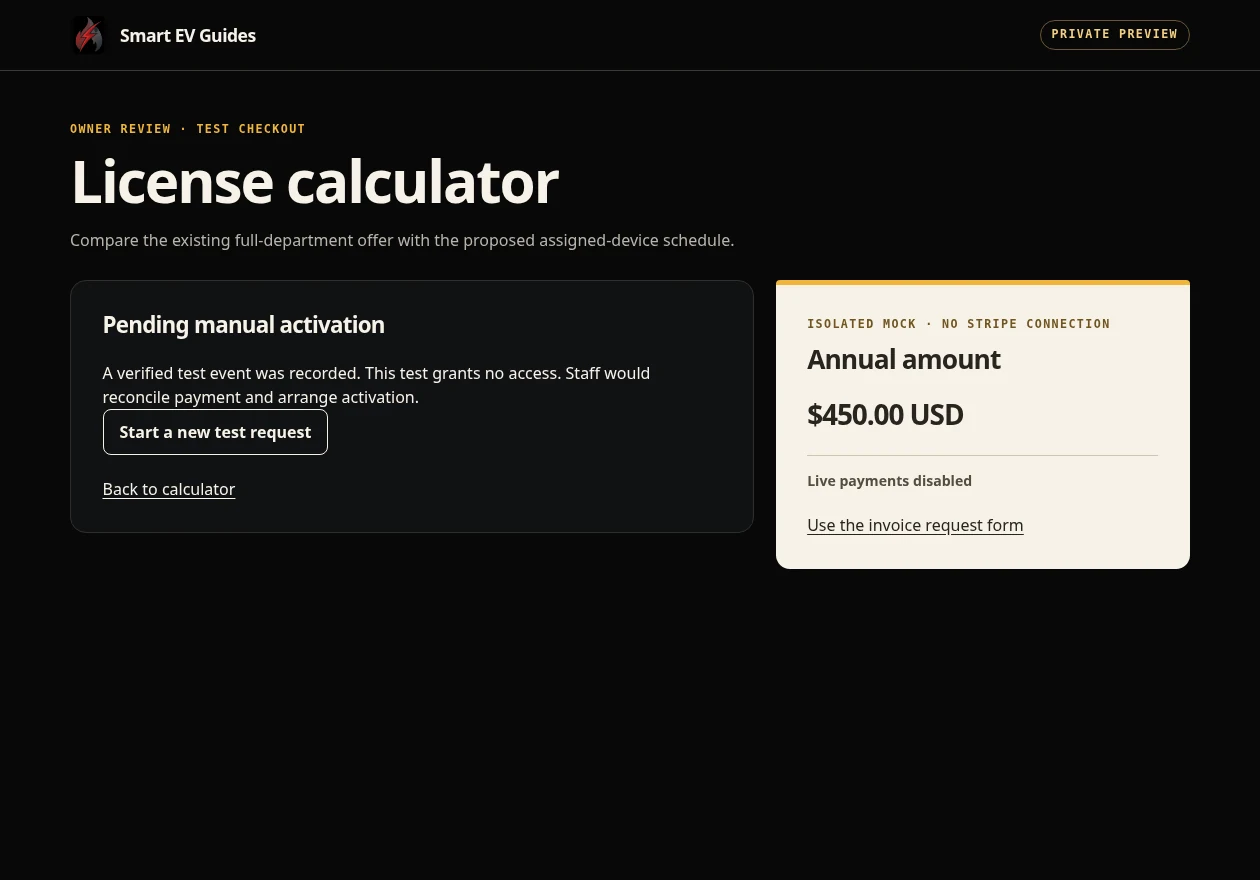 Smart EV Guides
PRIVATE PREVIEW
OWNER REVIEW · TEST CHECKOUT
License calculator
Compare the existing full-department offer with the proposed assigned-device schedule.
Pending manual activation
A verified test event was recorded. This test grants no access. Staff would
reconcile payment and arrange activation.
Start a new test request
Back to calculator
ISOLATED MOCK · NO STRIPE CONNECTION
Annual amount
$450.00 USD
Live payments disabled
Use the invoice request form